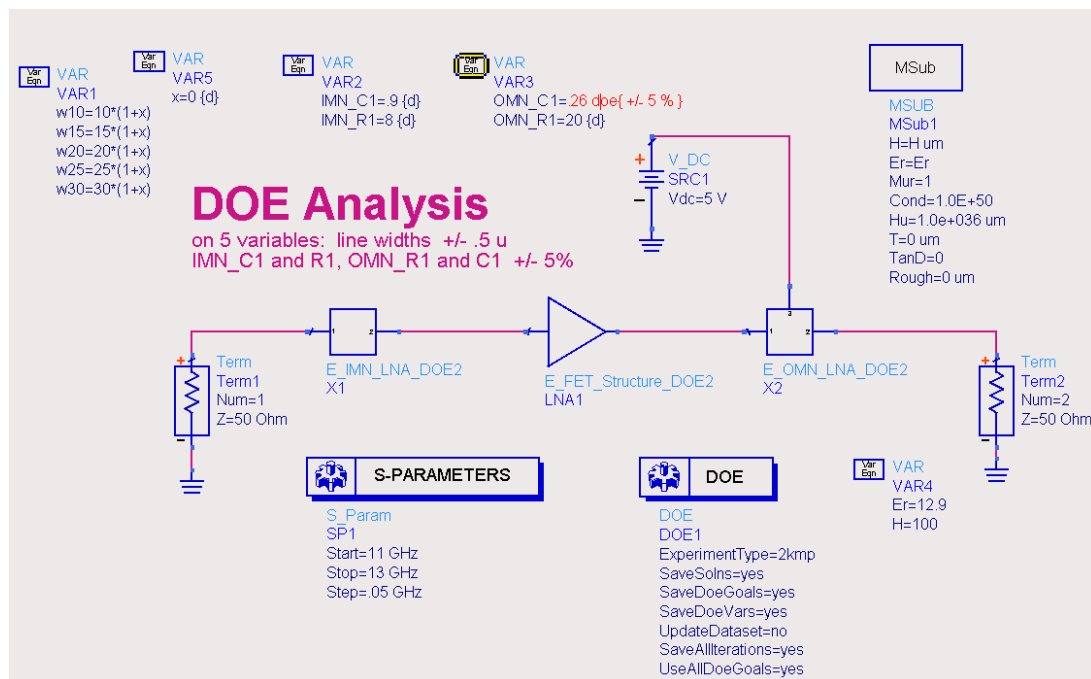 Var
Eqn
VAR
VAR1
w10=10*(1+x)
w15=15*(1+x)
w20=20*(1+x)
w25=25*(1+x)
w30=30*(1+x)
Var
Eqn
VAR
VAR5
x=0 {d}
Var
Eqn
VAR
VAR2
IMN_C1=.9 {d}
IMN_R1=8 {d}
Var
Eqn
VAR
VAR3
OMN_C1=.26 doe{ +/- 5 % }
OMN_R1=20 {d}
MSub
MSUB
MSub1
H=H um
Er=Er
Mur=1
Cond=1.0E+50
Hu=1.0e+036 um
T=0 um
TanD=0
Rough=0 um
DOE Analysis
on 5 variables: line widths +/- .5 u
IMN_C1 and R1, OMN_R1 and C1 +/- 5%
+
V_DC
SRC1
Vdc=5 V
-
+
Term
Term1
Num=1
Z=50 Ohm
-
1 2
E_IMN_LNA_DOE2
X1
E_FET_Structure_DOE2
LNA1
3
1 2
E_OMN_LNA_DOE2
X2
+
Term
Term2
Num=2
Z=50 Ohm
-
S-PARAMETERS
S_Param
SP1
Start=11 GHz
Stop=13 GHz
Step=.05 GHz
DOE
DOE
DOE1
ExperimentType=2kmp
SaveSolns=yes
SaveDoeGoals=yes
SaveDoeVars=yes
UpdateDataset=no
SaveAllIterations=yes
UseAllDoeGoals=yes
Var
Eqn
VAR
VAR4
Er=12.9
H=100